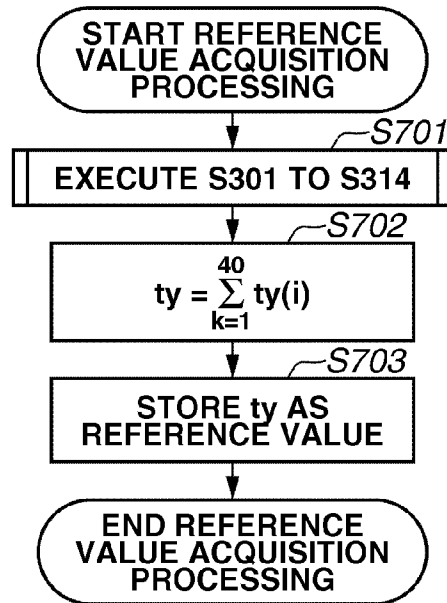 START REFERENCE
VALUE ACQUISITION
PROCESSING
S701
EXECUTE S301 TO S314
S702
40
ty = ∑ ty(i)
k=1
S703
STORE ty AS
REFERENCE VALUE
END REFERENCE
VALUE ACQUISITION
PROCESSING